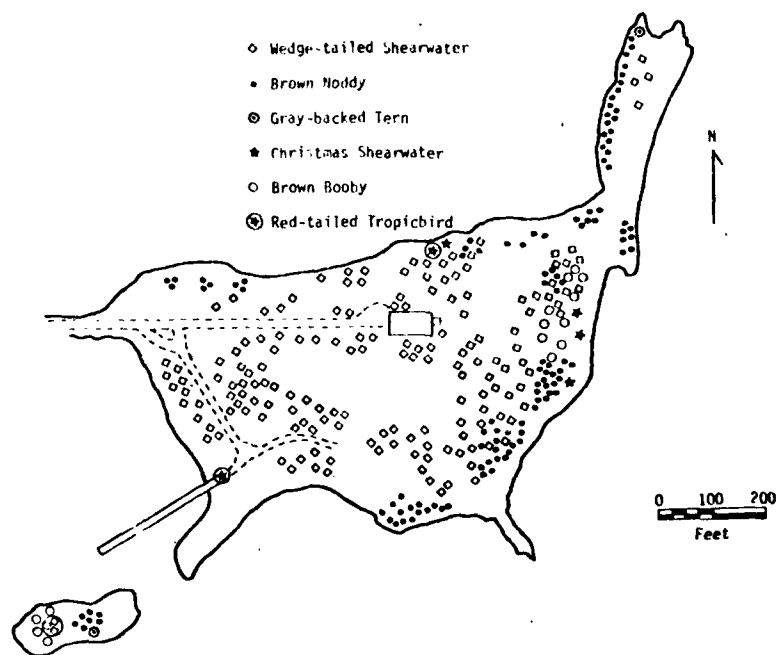 Wedge-tailed Shearwater
Brown Noddy
Gray-backed Tern
Christmas Shearwater
Brown Booby
Red-tailed Tropicbird
N
0 100 200
Feet